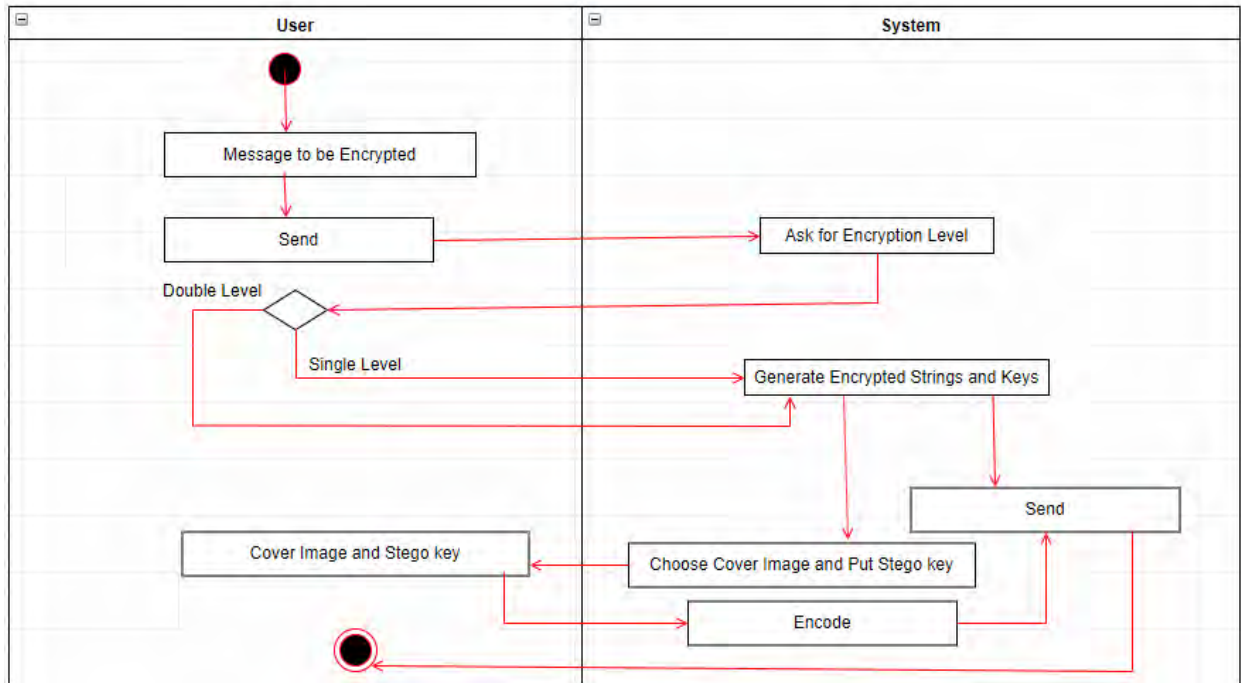 User
System
Message to be Encrypted
Send
Ask for Encryption Level
Double Level
Single Level
Generate Encrypted Strings and Keys
Send
Cover Image and Stego key
Choose Cover Image and Put Stego key
Encode